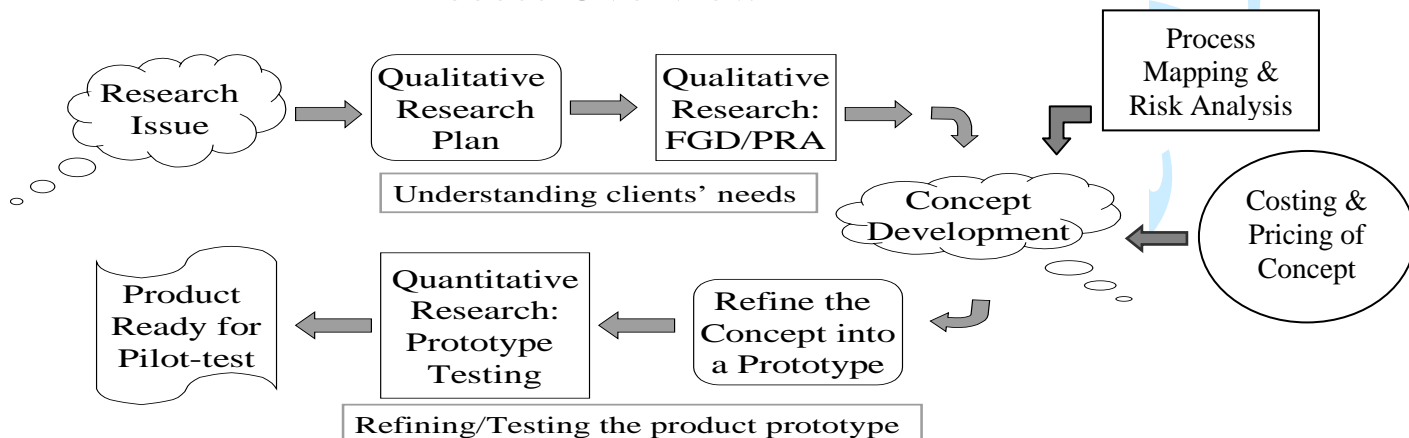 Research
Issue
Qualitative
Research
Plan
Qualitative
Research:
FGD/PRA
Process
Mapping &
Risk Analysis
Understanding clients' needs
Concept
Development
Costing &
Pricing of
Concept
Refine the
Concept into
a Prototype
Quantitative
Research:
Prototype
Testing
Product
Ready for
Pilot-test
Refining/Testing the product prototype